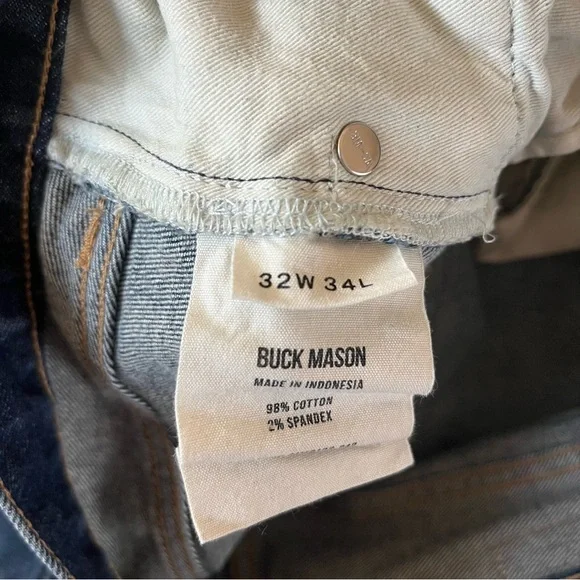 32W 34L
BUCK MASON
MADE IN INDONESIA
98% COTTON
2% SPANDEX